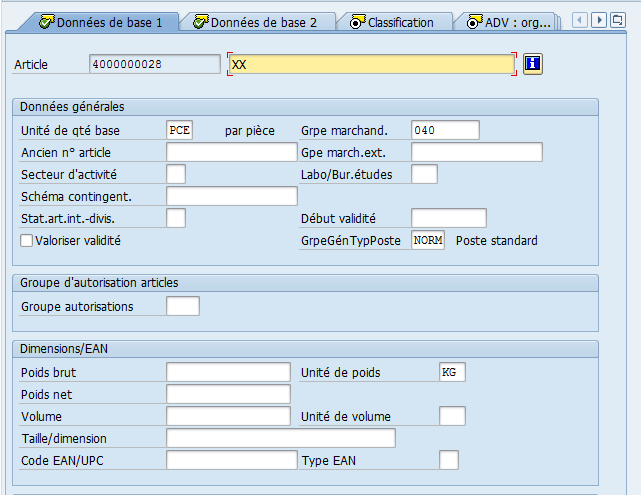 Données de base 1 Données de base 2 Classification ADV : org...
Article 4000000028 XX
Données générales
Unité de qté base PCE par pièce Grpe marchand. 040
Ancien n° article Gpe march.ext.
Secteur d'activité Labo/Bur.études
Schéma contingent.
Stat.art.int.-divis. Début validité
Valoriser validité GrpeGénTypPoste NORM Poste standard
Groupe d'autorisation articles
Groupe autorisations
Dimensions/EAN
Poids brut Unité de poids KG
Poids net
Volume Unité de volume
Taille/dimension
Code EAN/UPC Type EAN